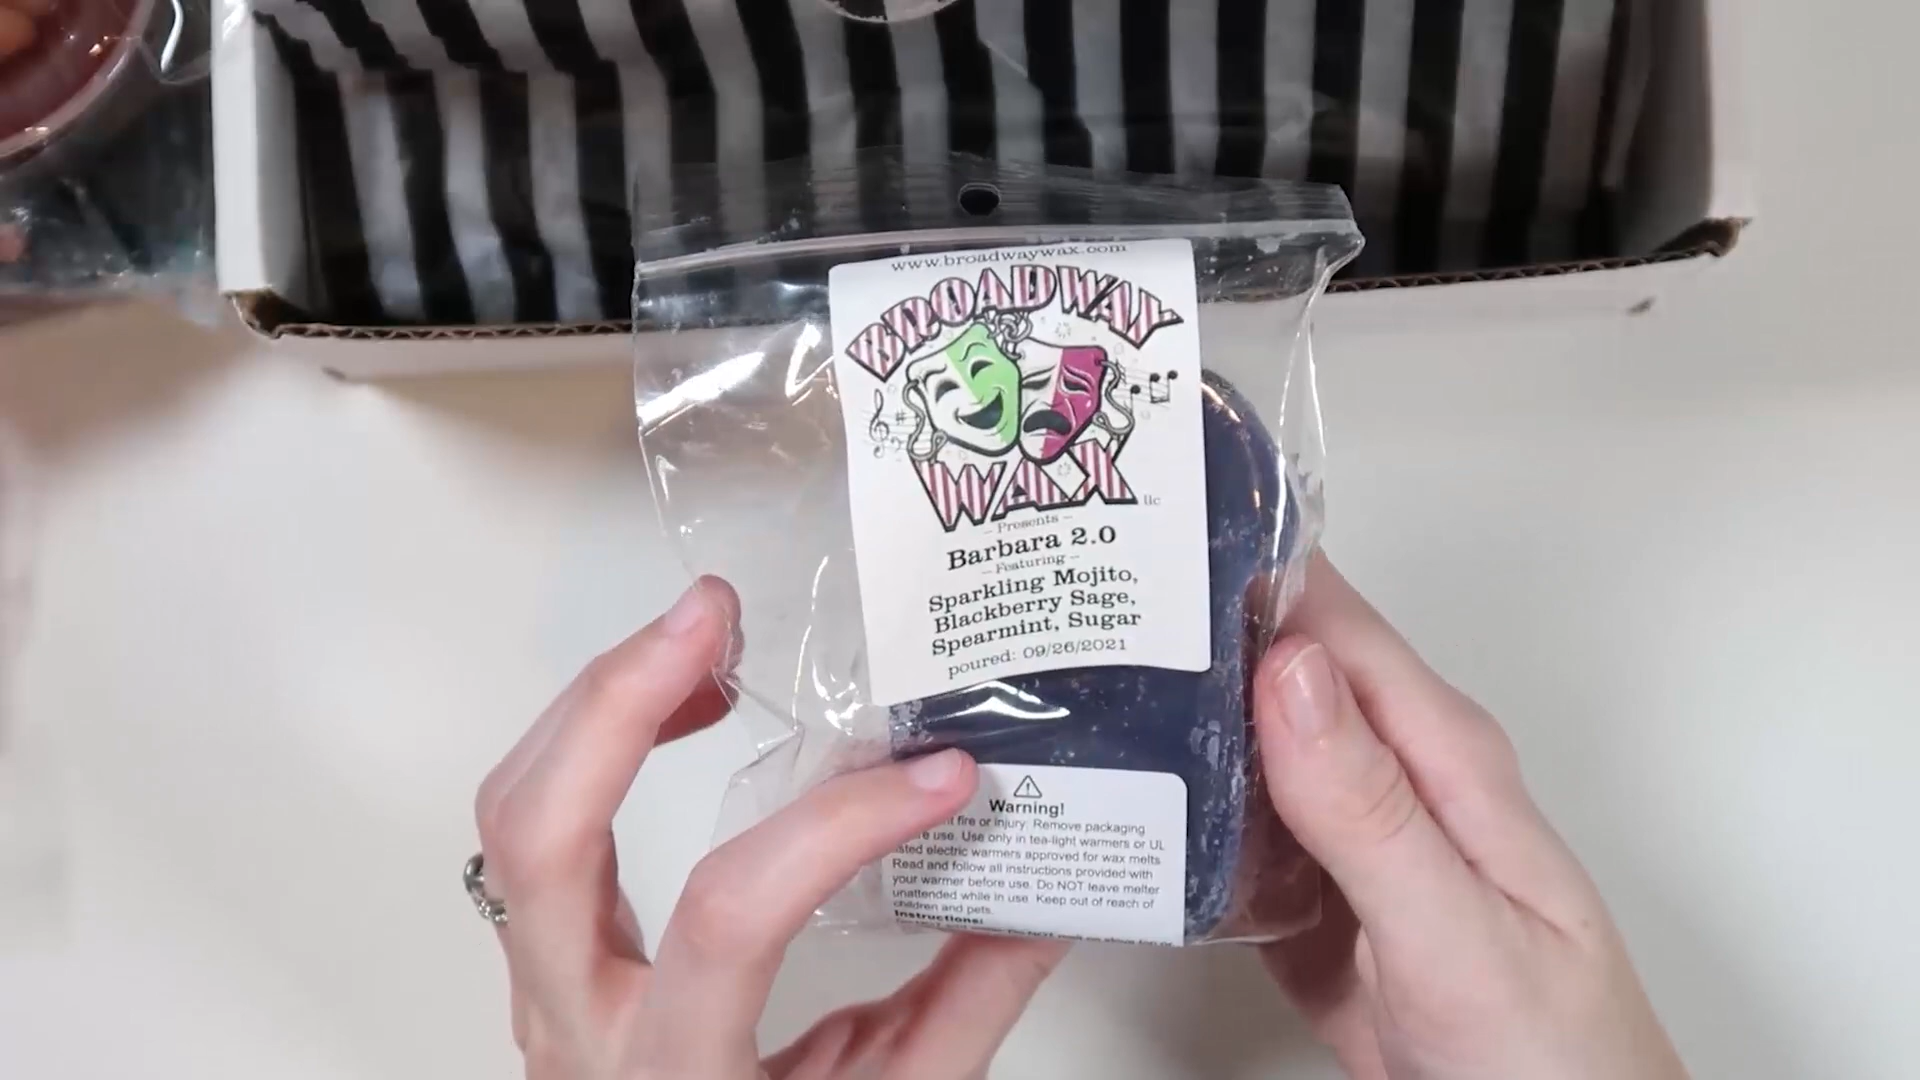 www.broadwaywax.com
BROADWAY
WAX
llc
- Presents -
Barbara 2.0
- Featuring -
Sparkling Mojito,
Blackberry Sage,
Spearmint, Sugar
poured: 09/26/2021
Warning!
fire or injury: Remove packaging
use. Use only in tea-light warmers or UL
electric warmers approved for wax melts
Read and follow all instructions provided with
your warmer before use. Do NOT leave melter
unattended while in use. Keep out of reach of
children and pets.
Instructions: